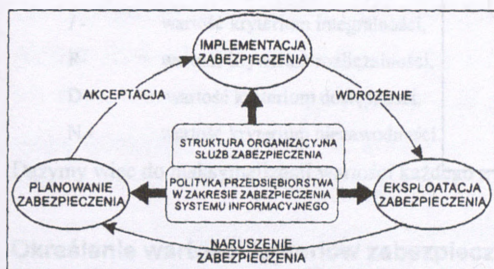 IMPLEMENTACJA
ZABEZPIECZENIA
AKCEPTACJA
WDROŻENIE
STRUKTURA ORGANIZACYJNA
SŁUŻB ZABEZPIECZENIA
PLANOWANIE
ZABEZPIECZENIA
POLITYKA PRZEDSIĘBIORSTWA
W ZAKRESIE ZABEZPIECZENIA
SYSTEMU INFORMACYJNEGO
EKSPLOATACJA
ZABEZPIECZENIA
NARUSZENIE
ZABEZPIECZENIA